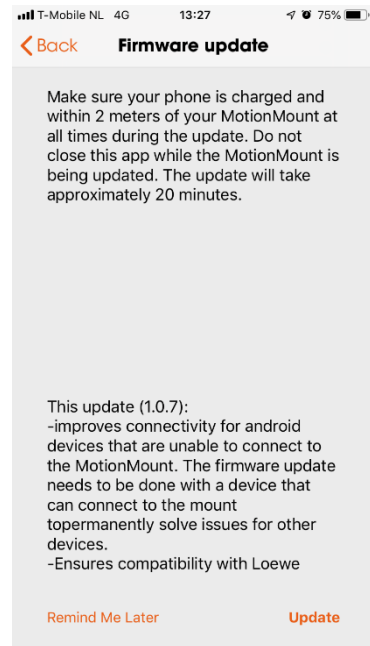 T-Mobile NL 4G 13:27 75%
Back Firmware update
Make sure your phone is charged and
within 2 meters of your MotionMount at
all times during the update. Do not
close this app while the MotionMount is
being updated. The update will take
approximately 20 minutes.
This update (1.0.7):
-improves connectivity for android
devices that are unable to connect to
the MotionMount. The firmware update
needs to be done with a device that
can connect to the mount
topermanently solve issues for other
devices.
-Ensures compatibility with Loewe
Remind Me Later Update